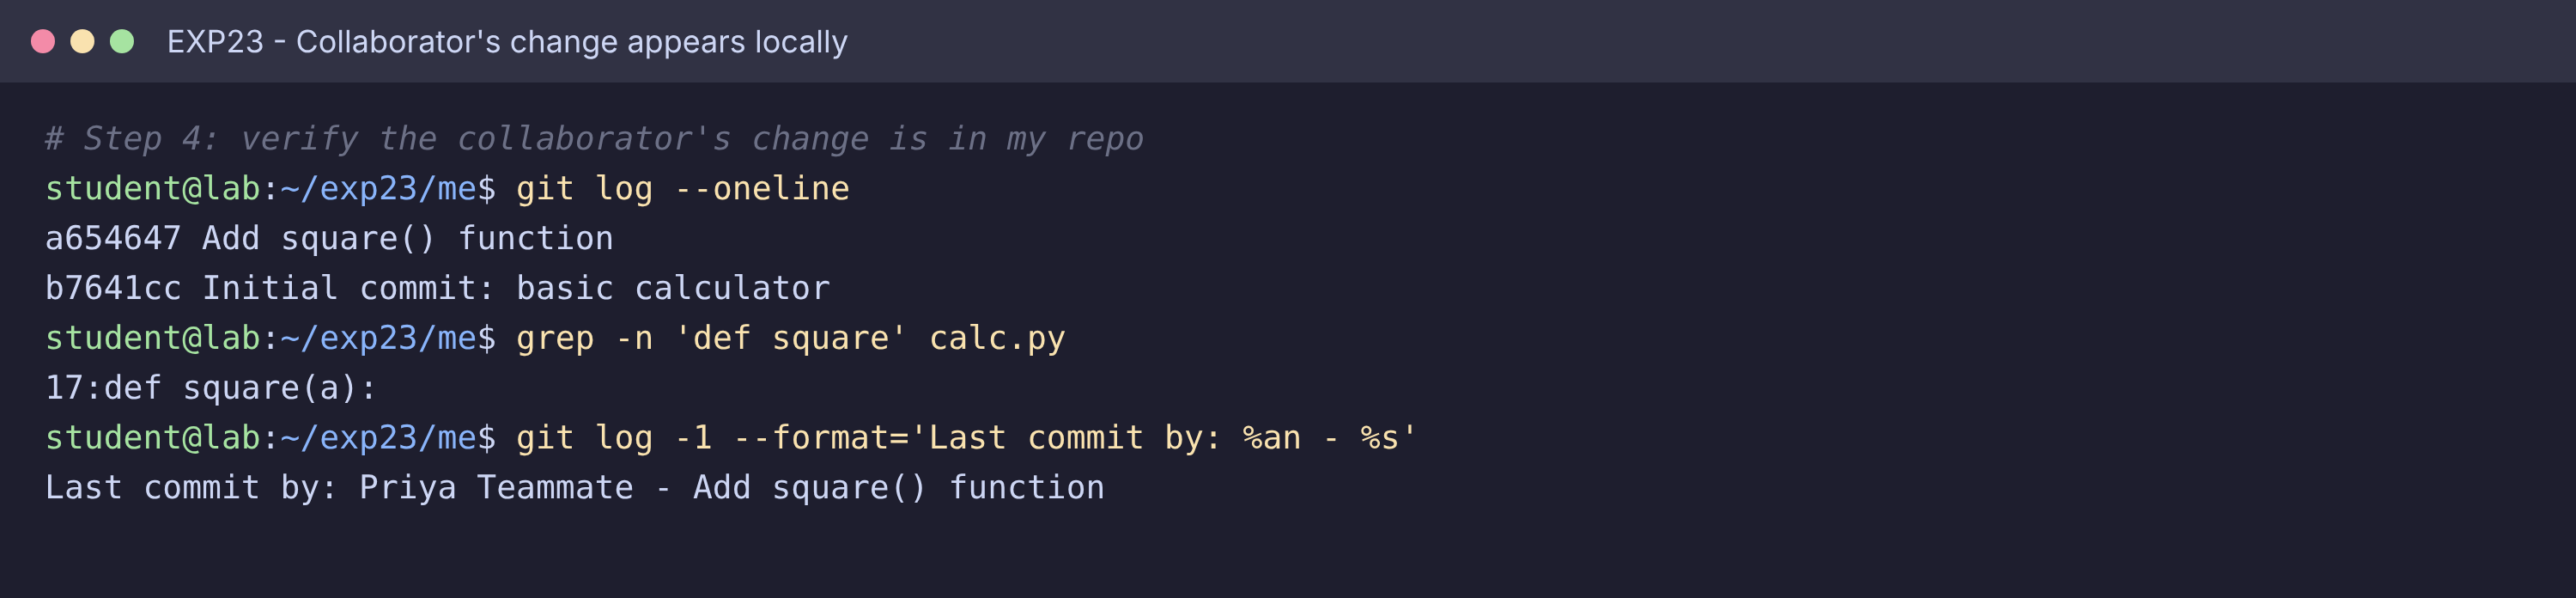 EXP23 - Collaborator's change appears locally
# Step 4: verify the collaborator's change is in my repo
student@lab:~/exp23/me$ git log --oneline
a654647 Add square() function
b7641cc Initial commit: basic calculator
student@lab:~/exp23/me$ grep -n 'def square' calc.py
17:def square(a):
student@lab:~/exp23/me$ git log -1 --format='Last commit by: %an - %s'
Last commit by: Priya Teammate - Add square() function